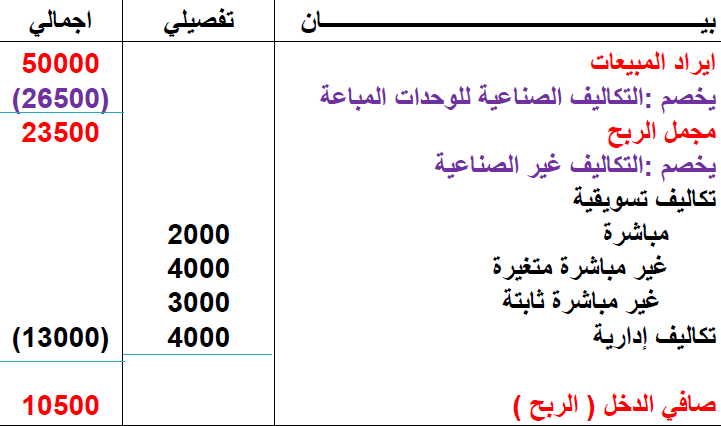 بيـــــــــــــــــــــــــــــــــان تفصيلي اجمالي
ايراد المبيعات 50000
يخصم :التكاليف الصناعية للوحدات المباعة (26500)
مجمل الربح 23500
يخصم :التكاليف غير الصناعية
تكاليف تسويقية
مباشرة 2000
غير مباشرة متغيرة 4000
غير مباشرة ثابتة 3000
تكاليف إدارية 4000 (13000)
صافي الدخل ( الربح ) 10500